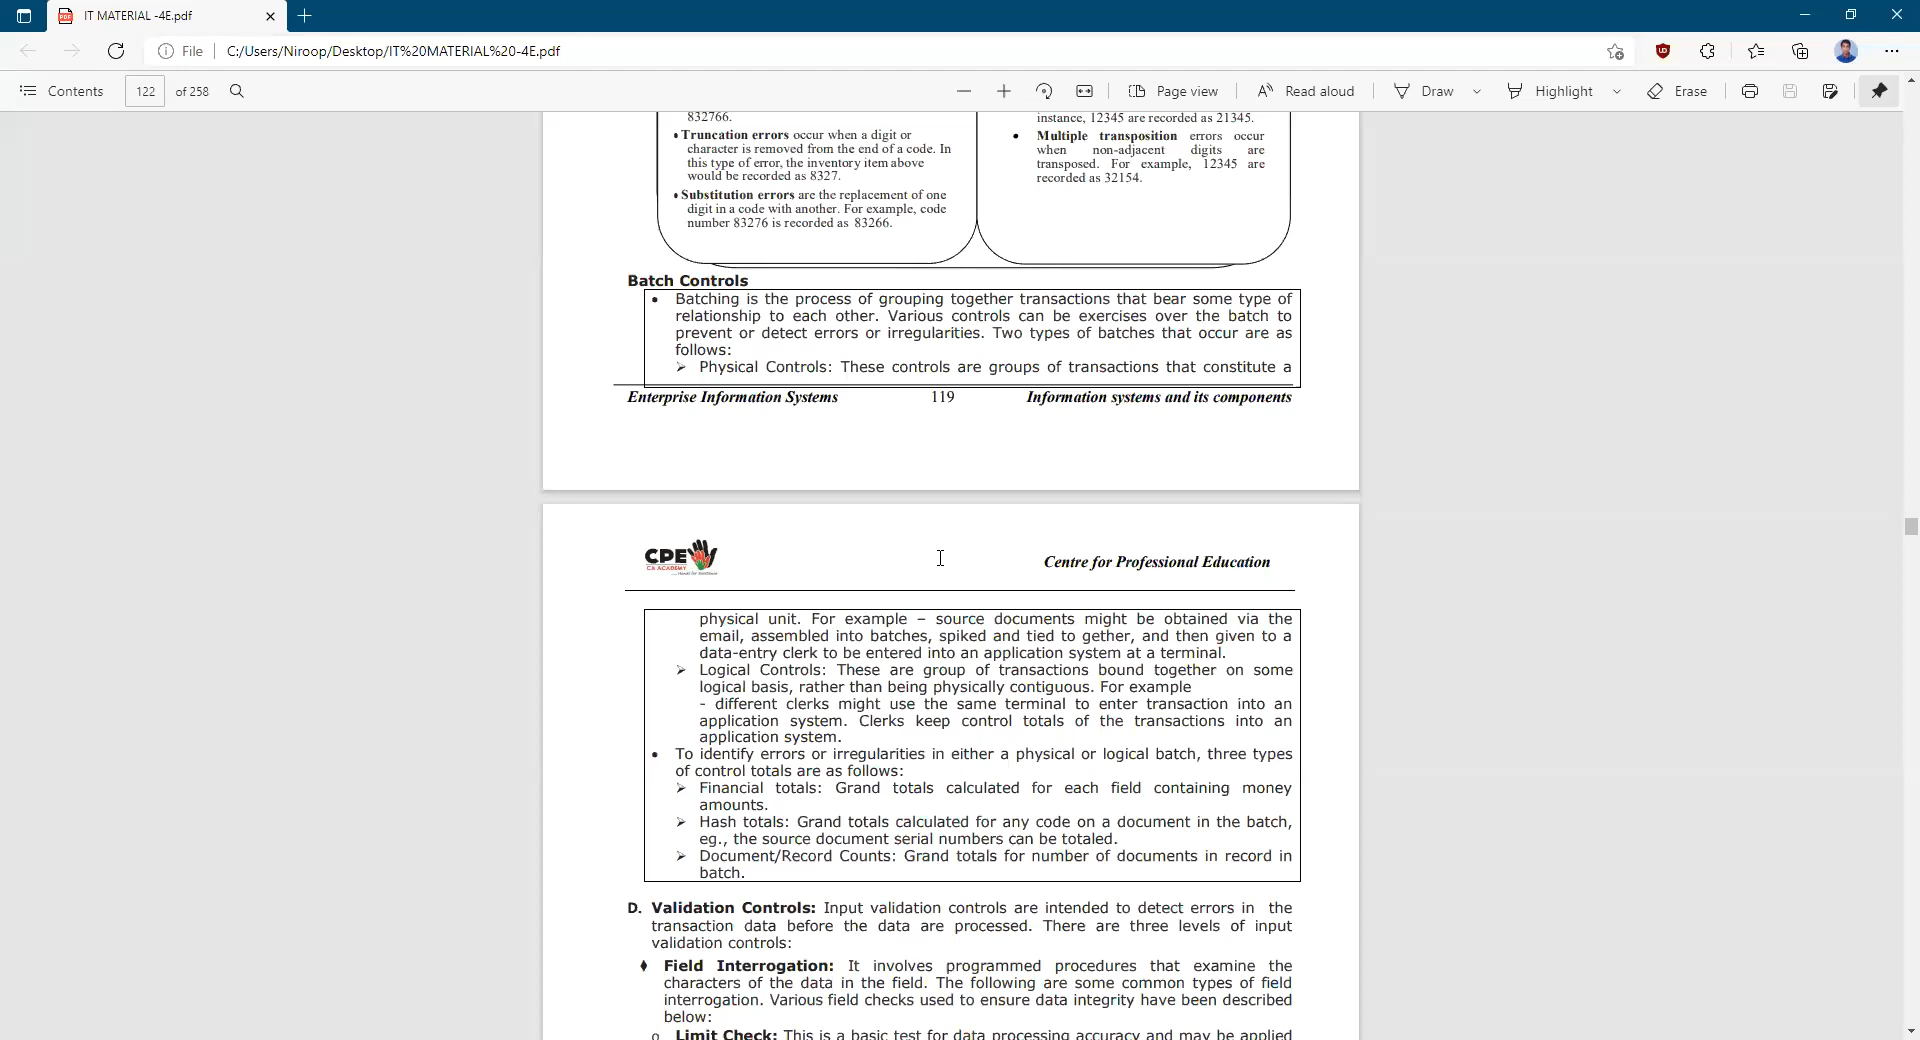 IT MATERIAL -4E.pdf
File
C:/Users/Niroop/Desktop/IT%20MATERIAL%20-4E.pdf
Contents
122
of 258
Page view
Read aloud
Draw
Highlight
Erase
832766.
• Truncation errors occur when a digit or
character is removed from the end of a code. In
this type of error, the inventory item above
would be recorded as 8327.
• Substitution errors are the replacement of one
digit in a code with another. For example, code
number 83276 is recorded as 83266.
instance, 12345 are recorded as 21345.
• Multiple transposition errors occur
when non-adjacent digits are
transposed. For example, 12345 are
recorded as 32154.
Batch Controls
• Batching is the process of grouping together transactions that bear some type of
relationship to each other. Various controls can be exercises over the batch to
prevent or detect errors or irregularities. Two types of batches that occur are as
follows:
➢ Physical Controls: These controls are groups of transactions that constitute a
Enterprise Information Systems 119 Information systems and its components
CPE
CA ACADEMY
Centre for Professional Education
physical unit. For example – source documents might be obtained via the
email, assembled into batches, spiked and tied to gether, and then given to a
data-entry clerk to be entered into an application system at a terminal.
➢ Logical Controls: These are group of transactions bound together on some
logical basis, rather than being physically contiguous. For example
- different clerks might use the same terminal to enter transaction into an
application system. Clerks keep control totals of the transactions into an
application system.
• To identify errors or irregularities in either a physical or logical batch, three types
of control totals are as follows:
➢ Financial totals: Grand totals calculated for each field containing money
amounts.
➢ Hash totals: Grand totals calculated for any code on a document in the batch,
eg., the source document serial numbers can be totaled.
➢ Document/Record Counts: Grand totals for number of documents in record in
batch.
D. Validation Controls: Input validation controls are intended to detect errors in the
transaction data before the data are processed. There are three levels of input
validation controls:
♦ Field Interrogation: It involves programmed procedures that examine the
characters of the data in the field. The following are some common types of field
interrogation. Various field checks used to ensure data integrity have been described
below:
o Limit Check: This is a basic test for data processing accuracy and may be applied